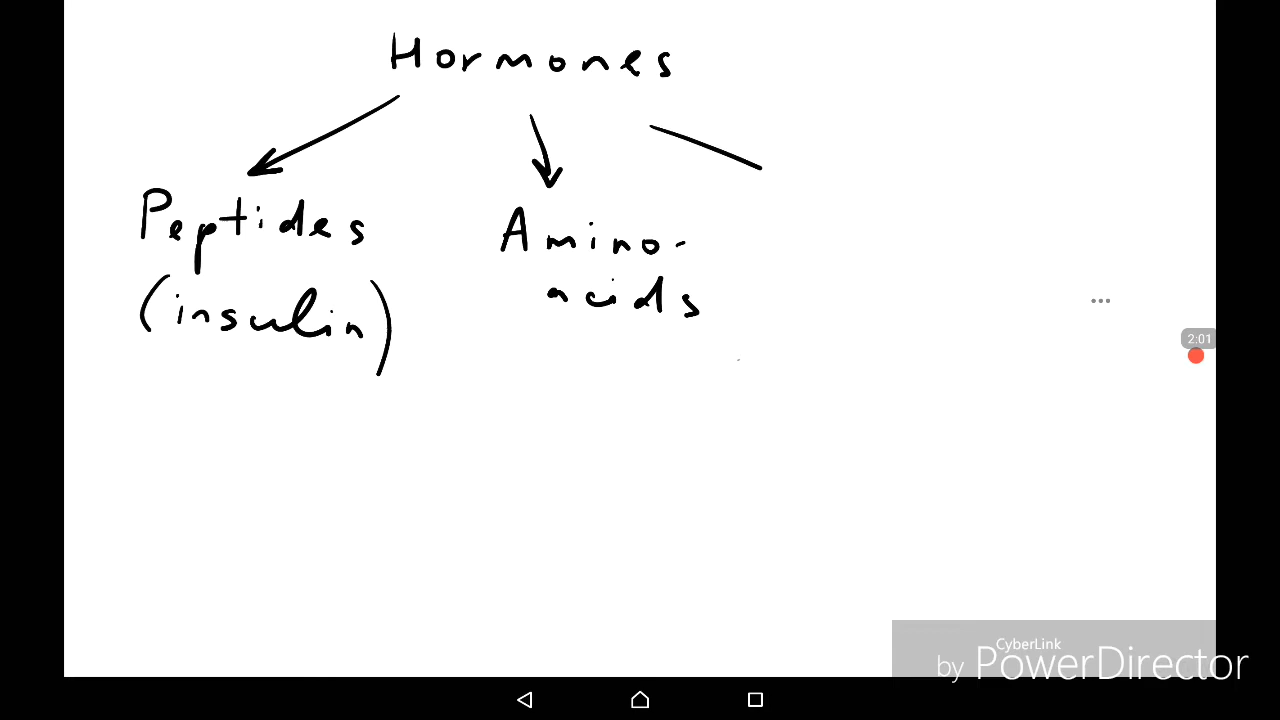 Hormones
Peptides
(insulin)
Amino-
acids
2:01
CyberLink
by PowerDirector